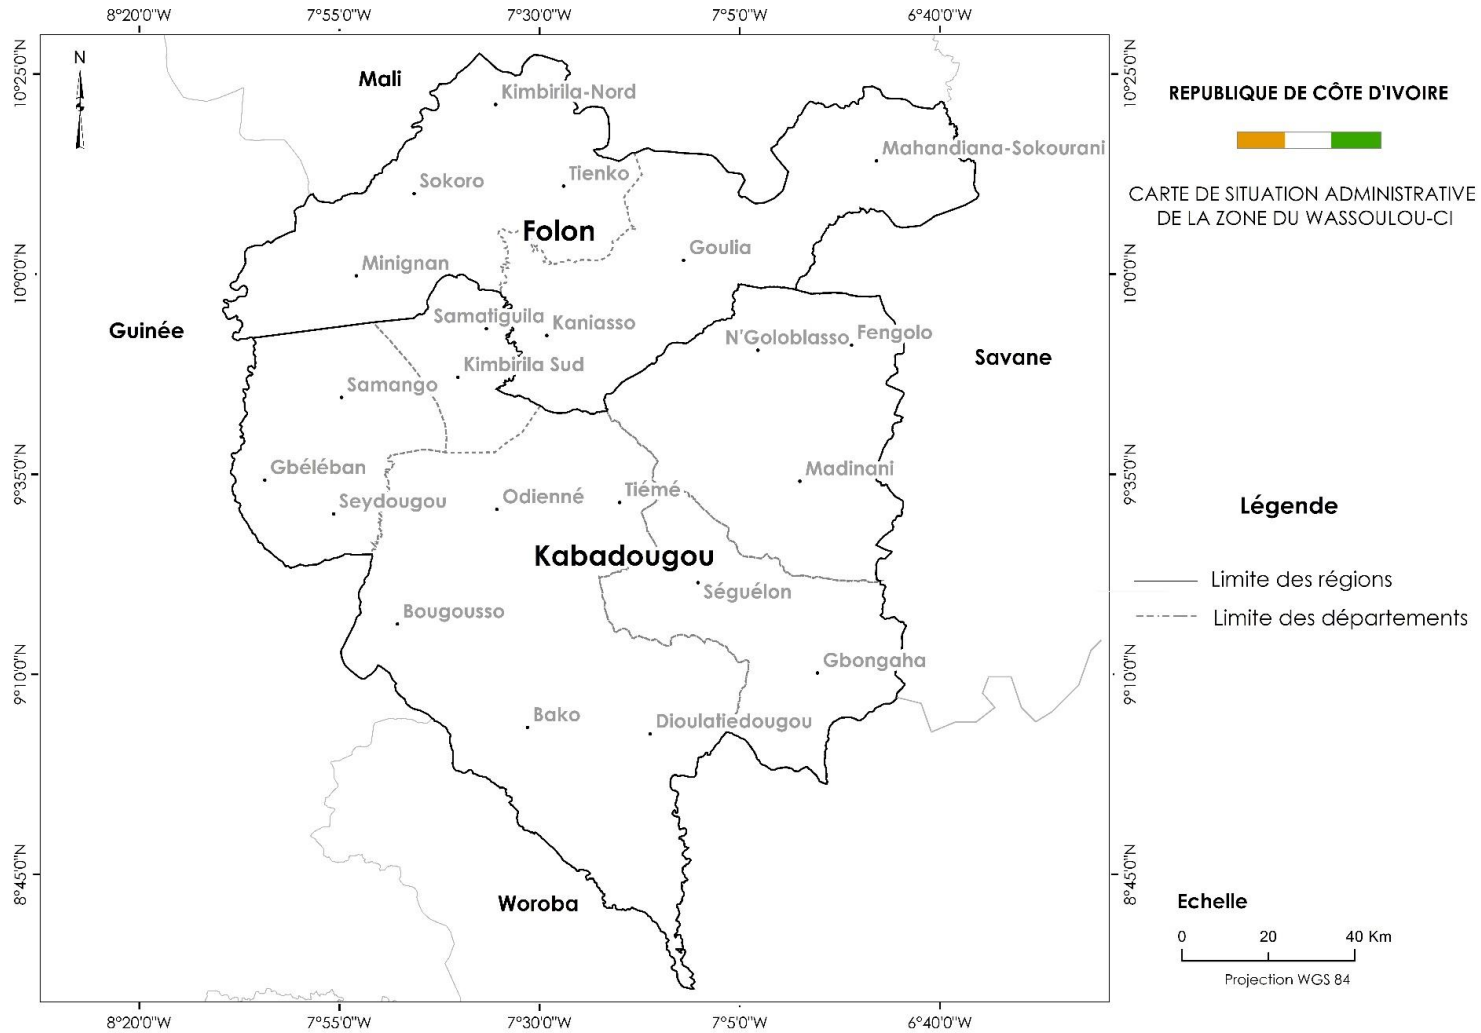 8°20'0"W 7°55'0"W 7°30'0"W 7°5'0"W 6°40'0"W
10°25'0"N
10°0'0"N
9°35'0"N
9°10'0"N
8°45'0"N
N
Mali
Kimbirila-Nord
Mahandiana-Sokourani
Sokoro
Tienko
Folon
Goulia
Minignan
Guinée
Samatiguila
Kaniasso
N'Goloblasso
Fengolo
Savane
Kimbirila Sud
Samango
Gbéléban
Madinani
Seydougou
Odienné
Tiémé
Kabadougou
Séguélon
Bougousso
Gbongaha
Bako
Dioulatiedougou
Woroba
10°25'0"N
10°0'0"N
9°35'0"N
9°10'0"N
8°45'0"N
8°20'0"W 7°55'0"W 7°30'0"W 7°5'0"W 6°40'0"W
REPUBLIQUE DE CÔTE D'IVOIRE
CARTE DE SITUATION ADMINISTRATIVE
DE LA ZONE DU WASSOULOU-CI
Légende
Limite des régions
Limite des départements
Echelle
0 20 40 Km
Projection WGS 84